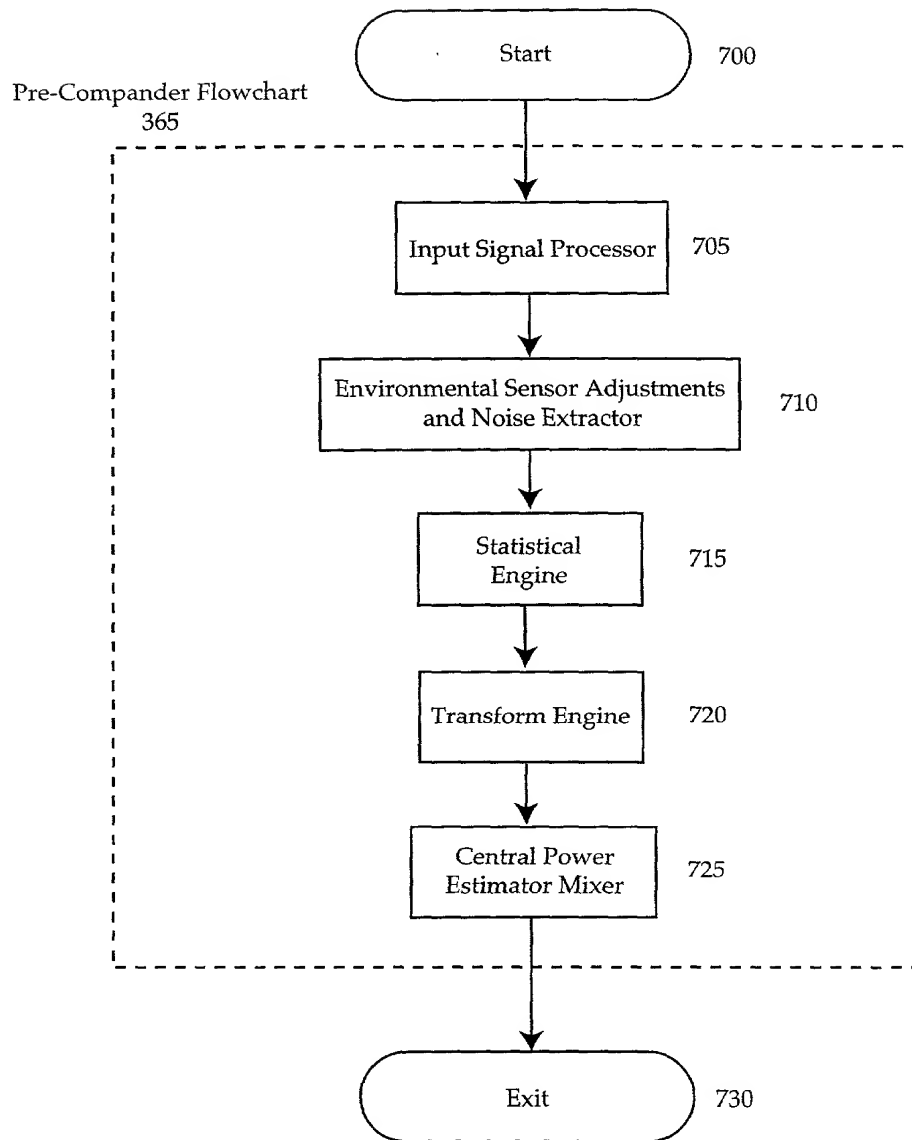 Start
700
Pre-Compander Flowchart
365
Input Signal Processor
705
Environmental Sensor Adjustments
and Noise Extractor
710
Statistical
Engine
715
Transform Engine
720
Central Power
Estimator Mixer
725
Exit
730